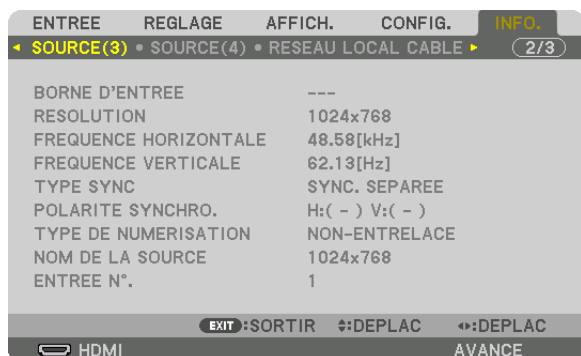 ENTREE REGLAGE AFFICH. CONFIG. INFO.
◄ SOURCE(3) • SOURCE(4) • RESEAU LOCAL CABLE ► 2/3
BORNE D'ENTREE ---
RESOLUTION 1024x768
FREQUENCE HORIZONTALE 48.58[kHz]
FREQUENCE VERTICALE 62.13[Hz]
TYPE SYNC SYNC. SEPAREE
POLARITE SYNCHRO. H:( - ) V:( - )
TYPE DE NUMERISATION NON-ENTRELACE
NOM DE LA SOURCE 1024x768
ENTREE N°. 1
EXIT:SORTIR ♦:DEPLAC ◂▸:DEPLAC
HDMI AVANCE